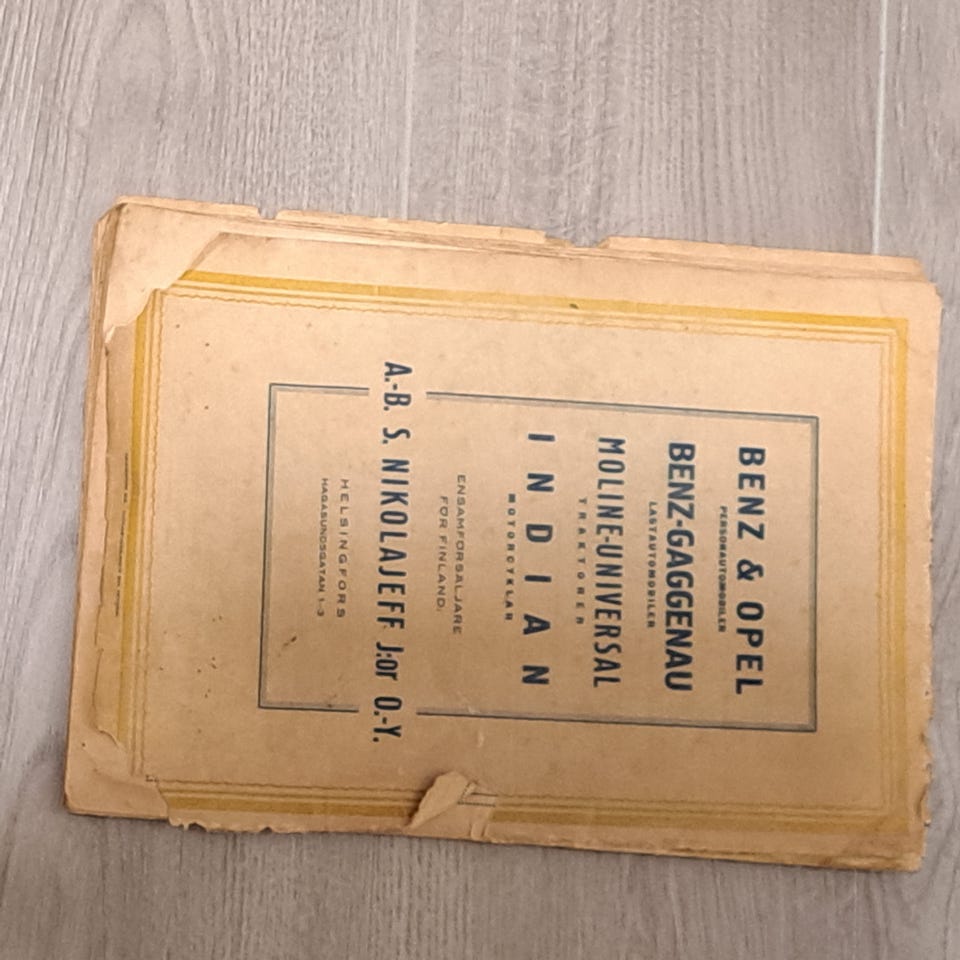 BENZ & OPEL
PERSONAUTOMOBILER
BENZ-GAGGENAU
LASTAUTOMOBILER
MOLINE-UNIVERSAL
TRAKTORER
INDIAN
MOTORCYKLAR
ENSAMFÖRSÄLJARE
FÖR FINLAND:
A.-B. S. NIKOLAJEFF J:or O.-Y.
HELSINGFORS
HAGASUNDSGATAN 1-3